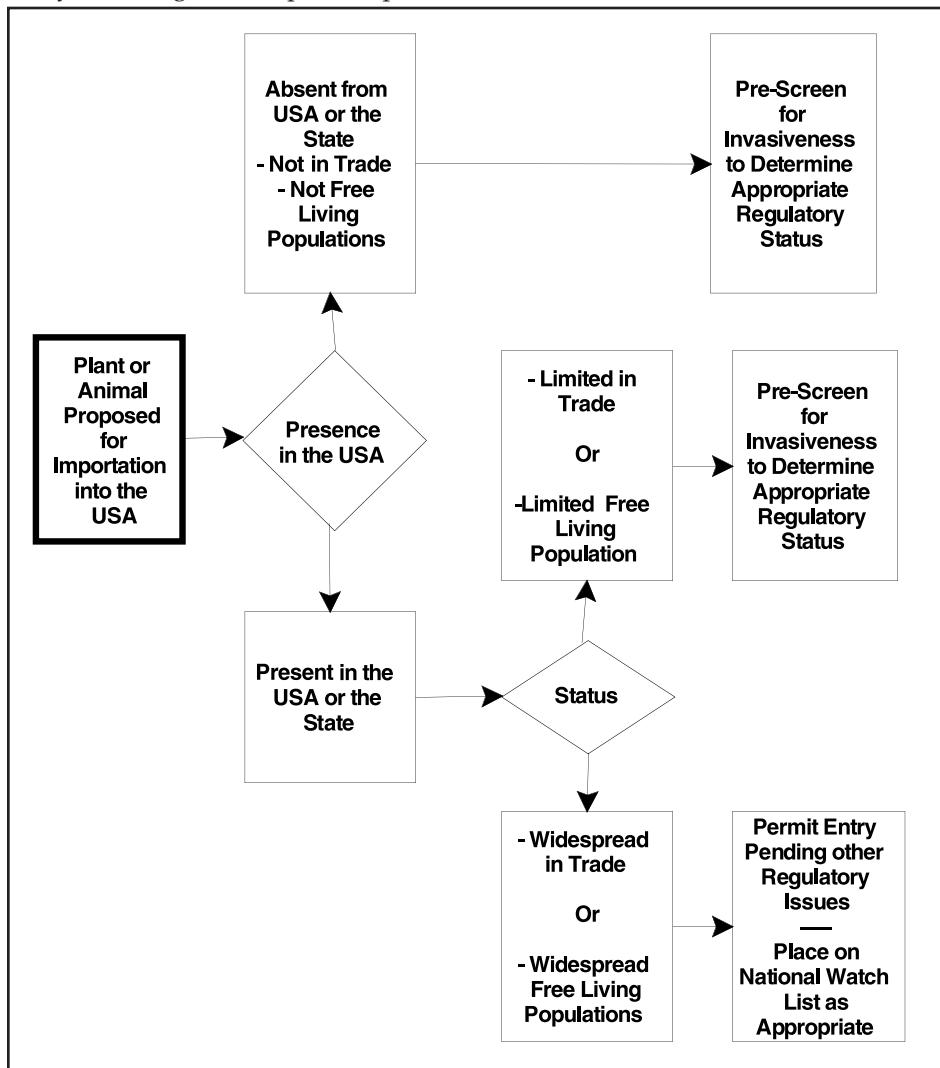 Absent from
USA or the
State
- Not in Trade
- Not Free
Living
Populations
Pre-Screen
for
Invasiveness
to Determine
Appropriate
Regulatory
Status
Plant or
Animal
Proposed
for
Importation
into the
USA
Presence
in the USA
- Limited in
Trade
Or
-Limited Free
Living
Population
Pre-Screen
for
Invasiveness
to Determine
Appropriate
Regulatory
Status
Present in the
USA or the
State
Status
- Widespread
in Trade
Or
- Widespread
Free Living
Populations
Permit Entry
Pending other
Regulatory
Issues
Place on
National Watch
List as
Appropriate